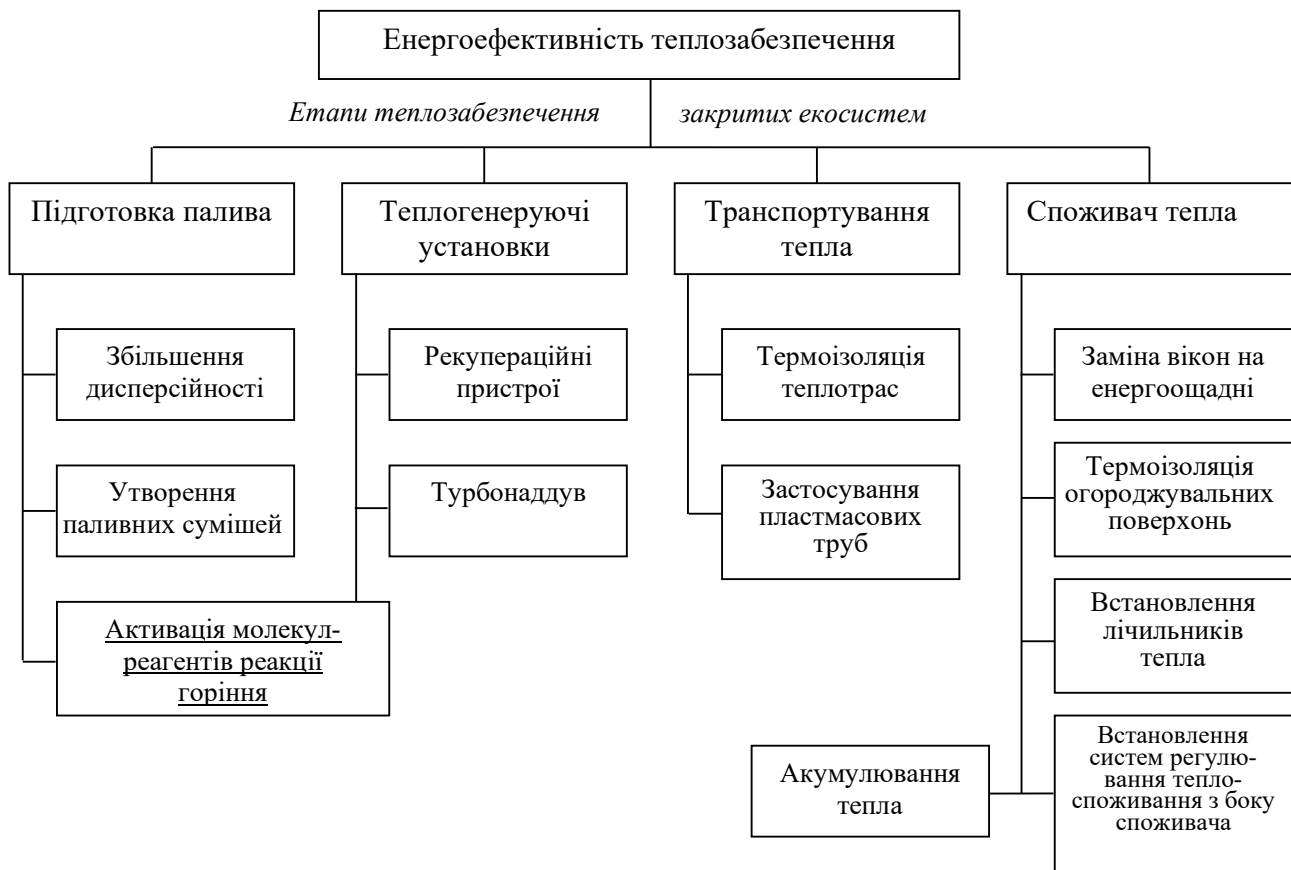 Енергоефективність теплозабезпечення
Етапи теплозабезпечення закритих екосистем
Підготовка палива
Теплогенеруючі
установки
Транспортування
тепла
Споживач тепла
Збільшення
дисперсійності
Рекупераційні
пристрої
Термоізоляція
теплотрас
Заміна вікон на
енергоощадні
Утворення
паливних сумішей
Турбонаддув
Застосування
пластмасових
труб
Термоізоляція
огороджувальних
поверхонь
Активація молекул-
реагентів реакції
горіння
Встановлення
лічильників
тепла
Акумулювання
тепла
Встановлення
систем регулю-
вання тепло-
споживання з боку
споживача